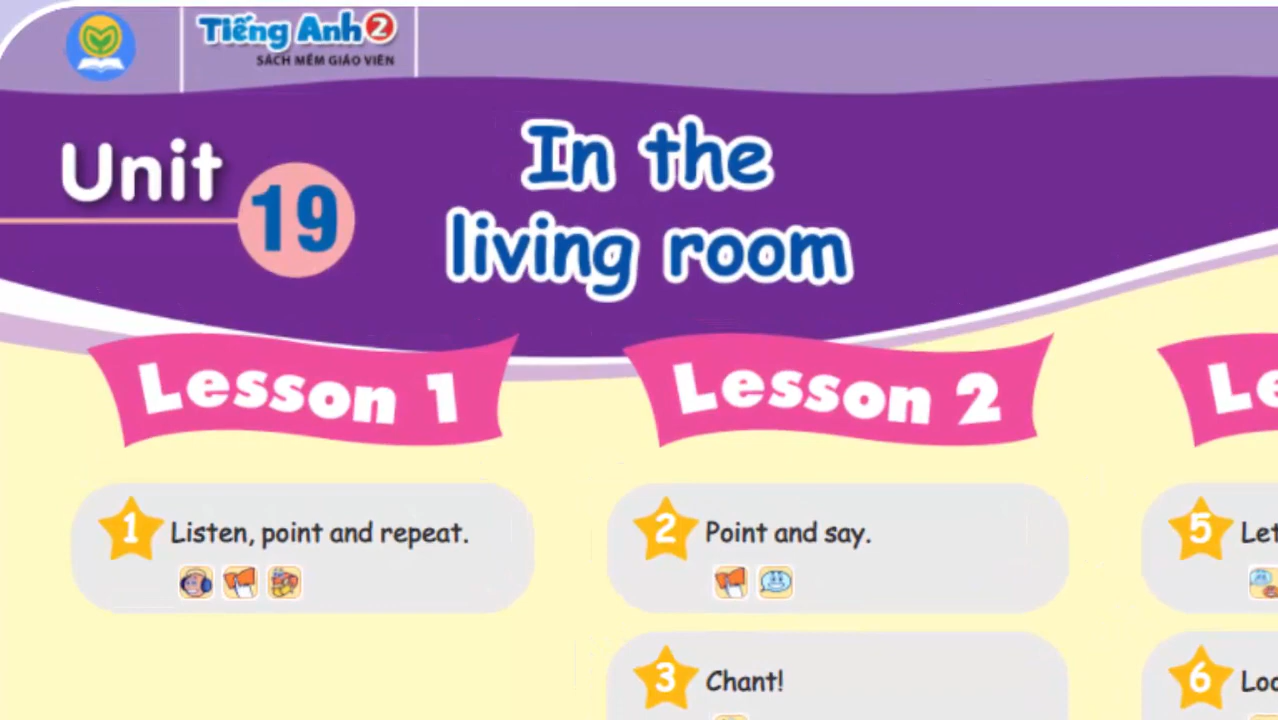 Tiếng Anh 2
SÁCH MỀM GIÁO VIÊN
Unit 19
In the
living room
Lesson 1
Lesson 2
1 Listen, point and repeat.
2 Point and say.
5
3 Chant!
6